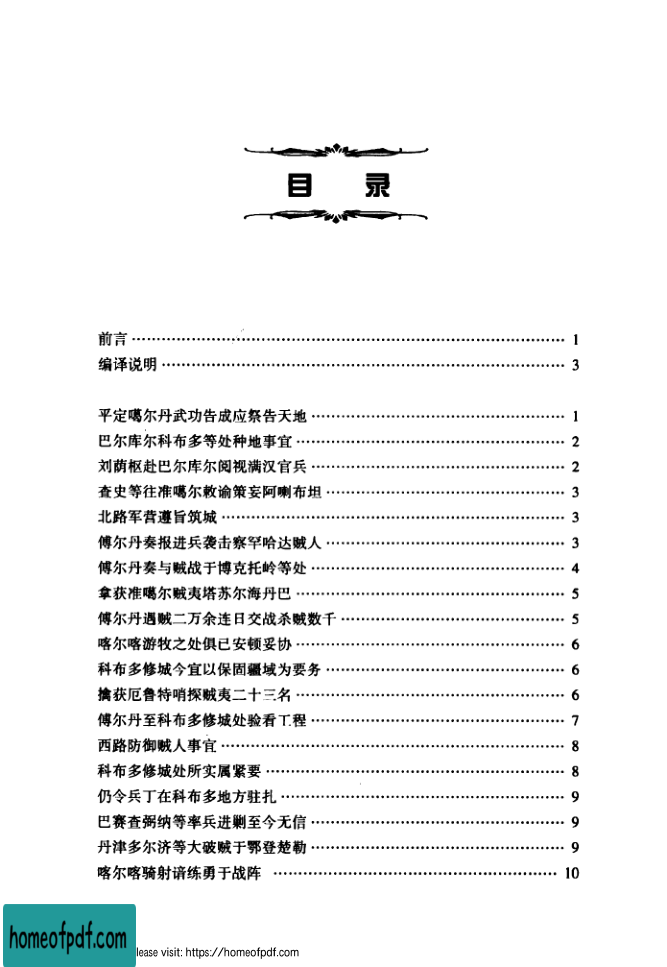 目 录
前言 …… 1
编译说明 …… 3
平定噶尔丹武功告成应祭告天地 …… 1
巴尔库尔科布多等处种地事宜 …… 2
刘荫枢赴巴尔库尔阅视满汉官兵 …… 2
查史等往准噶尔敕谕策妄阿喇布坦 …… 3
北路军营遵旨筑城 …… 3
傅尔丹奏报进兵袭击察罕哈达贼人 …… 3
傅尔丹奏与贼战于博克托岭等处 …… 4
拿获准噶尔贼夷塔苏尔海丹巴 …… 5
傅尔丹遇贼二万余连日交战杀贼数千 …… 5
喀尔喀游牧之处俱已安顿妥协 …… 6
科布多修城今宜以保固疆域为要务 …… 6
擒获厄鲁特哨探贼夷二十三名 …… 6
傅尔丹至科布多修城处验看工程 …… 7
西路防御贼人事宜 …… 8
科布多修城处所实属紧要 …… 8
仍令兵丁在科布多地方驻扎 …… 9
巴赛查弼纳等率兵进剿至今无信 …… 9
丹津多尔济等大破贼于鄂登楚勒 …… 9
喀尔喀骑射谙练勇于战阵 …… 10
homeofpdf.com
lease visit: https://homeofpdf.com